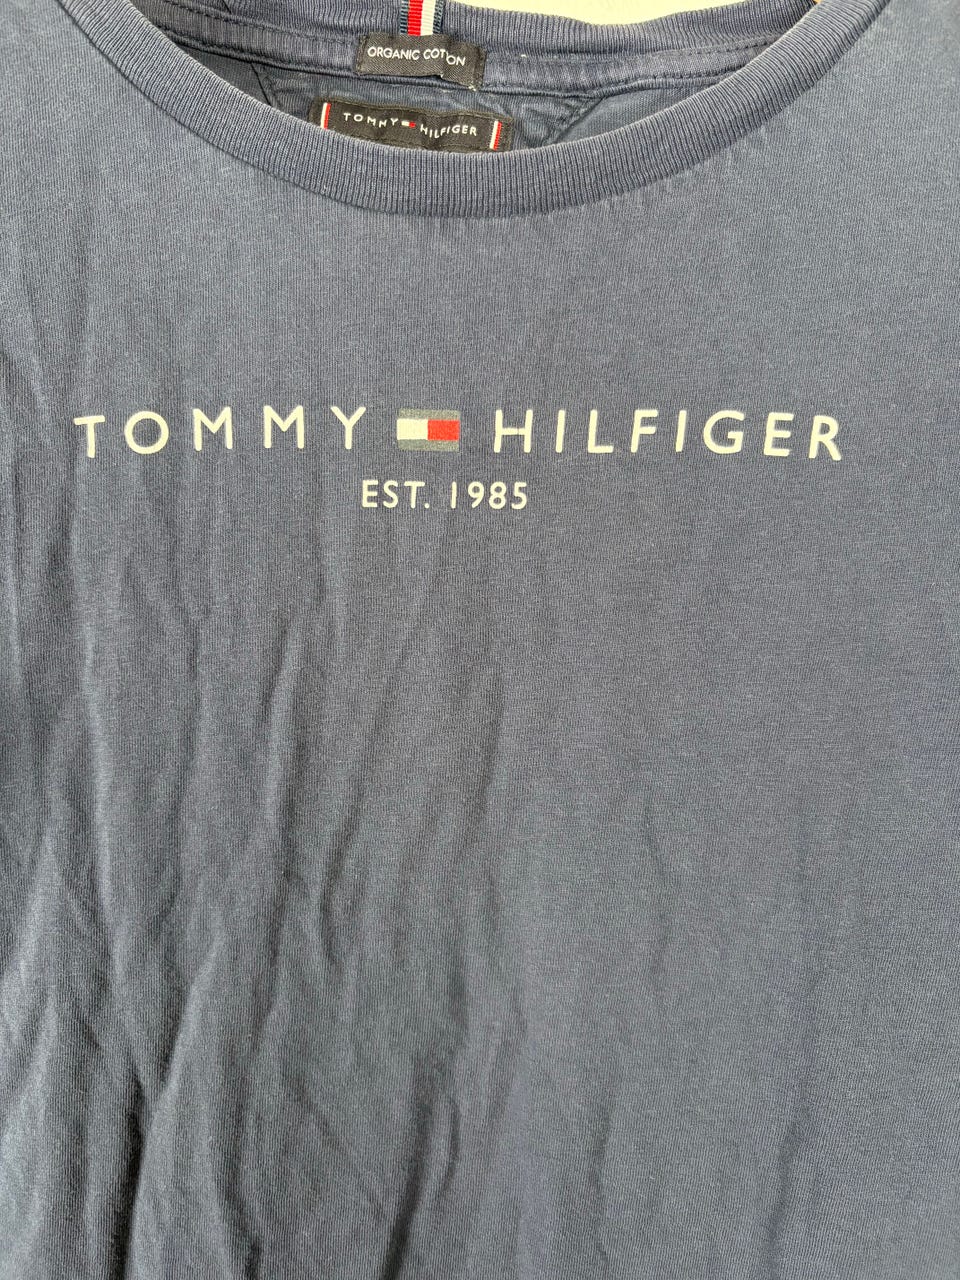 ORGANIC COTTON
TOMMY HILFIGER
TOMMY HILFIGER
EST. 1985